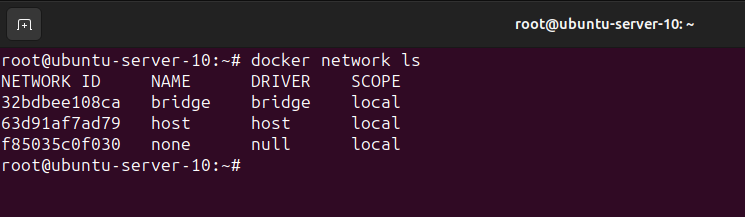 root@ubuntu-server-10: ~
root@ubuntu-server-10:~# docker network ls
NETWORK ID     NAME      DRIVER    SCOPE
32bdbee108ca   bridge    bridge    local
63d91af7ad79   host      host      local
f85035c0f030   none      null      local
root@ubuntu-server-10:~#